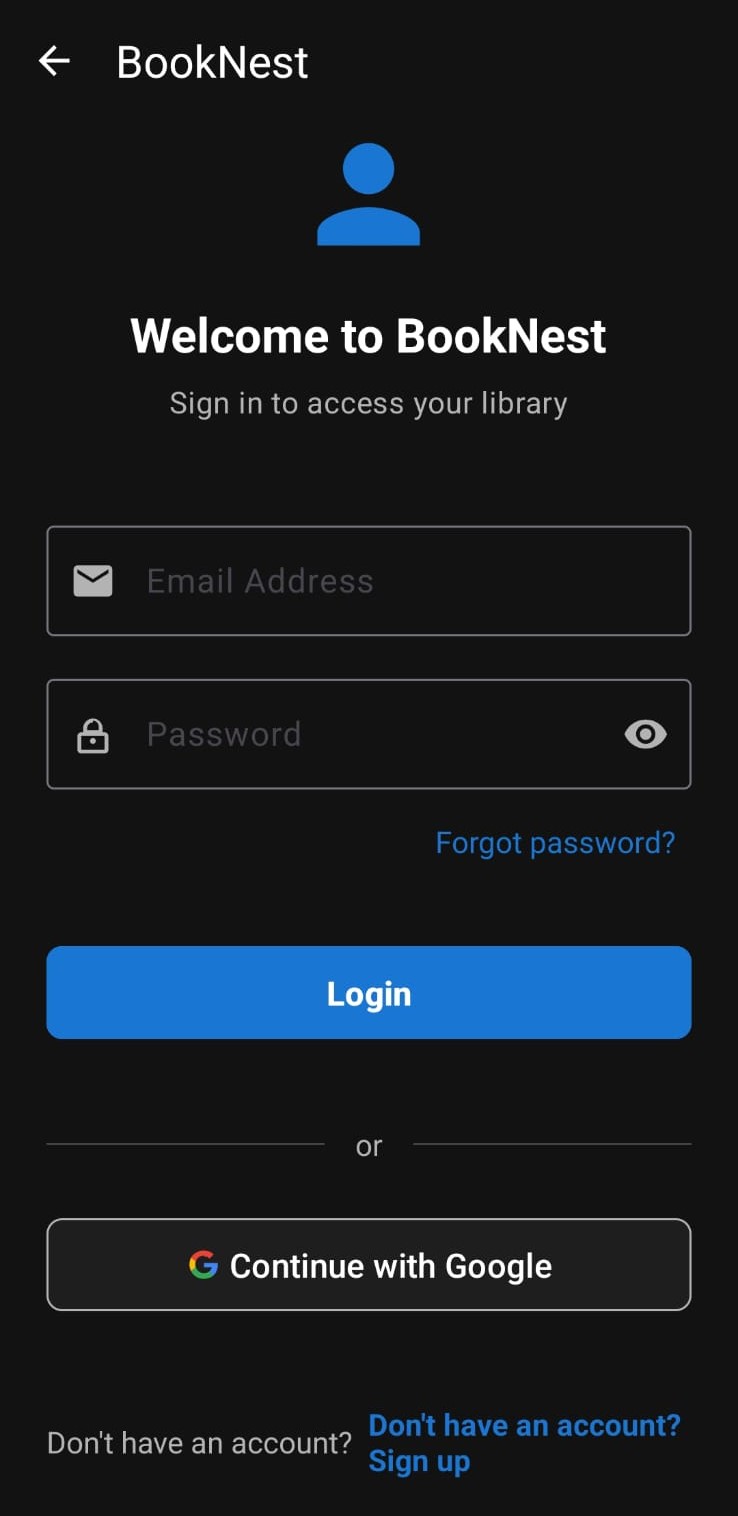 BookNest
Welcome to BookNest
Sign in to access your library
Email Address
Password
Forgot password?
Login
or
Continue with Google
Don't have an account?
Don't have an account?
Sign up